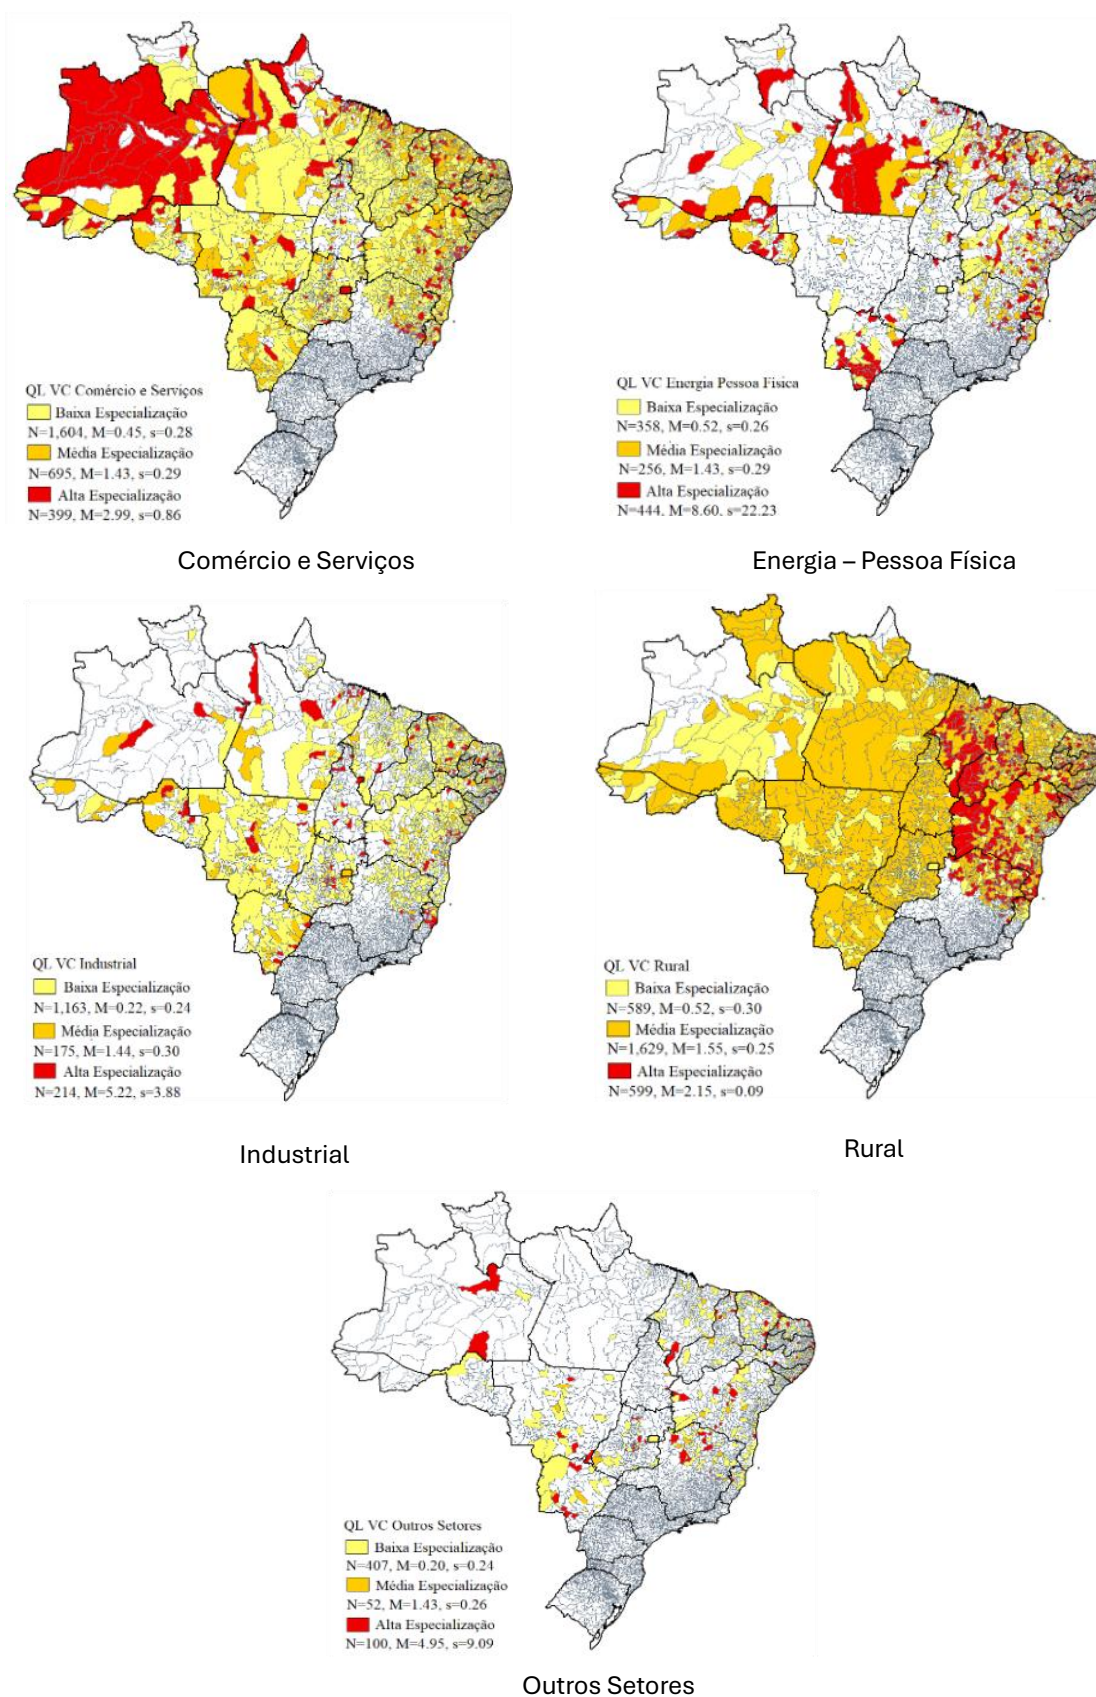 QL VC Comércio e Serviços
Baixa Especialização
N=1,604, M=0.45, s=0.28
Média Especialização
N=695, M=1.43, s=0.29
Alta Especialização
N=399, M=2.99, s=0.86
Comércio e Serviços
QL VC Energia Pessoa Fisica
Baixa Especialização
N=358, M=0.52, s=0.26
Média Especialização
N=256, M=1.43, s=0.29
Alta Especialização
N=444, M=8.60, s=22.23
Energia – Pessoa Física
QL VC Industrial
Baixa Especialização
N=1,163, M=0.22, s=0.24
Média Especialização
N=175, M=1.44, s=0.30
Alta Especialização
N=214, M=5.22, s=3.88
Industrial
QL VC Rural
Baixa Especialização
N=589, M=0.52, s=0.30
Média Especialização
N=1,629, M=1.55, s=0.25
Alta Especialização
N=599, M=2.15, s=0.09
Rural
QL VC Outros Setores
Baixa Especialização
N=407, M=0.20, s=0.24
Média Especialização
N=52, M=1.43, s=0.26
Alta Especialização
N=100, M=4.95, s=9.09
Outros Setores